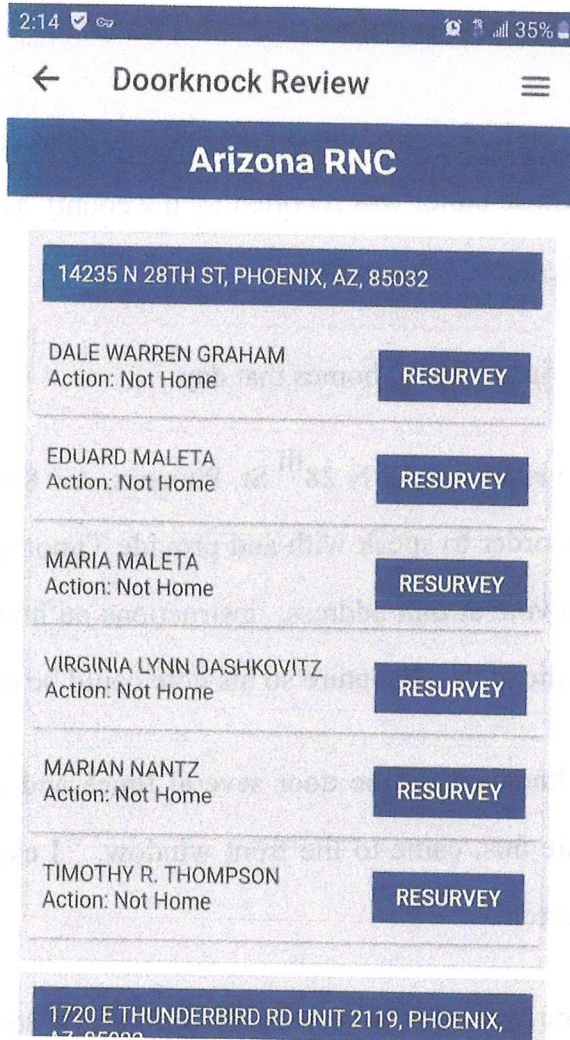 2:14
35%
Doorknock Review
Arizona RNC
14235 N 28TH ST, PHOENIX, AZ, 85032
DALE WARREN GRAHAM
Action: Not Home
RESURVEY
EDUARD MALETA
Action: Not Home
RESURVEY
MARIA MALETA
Action: Not Home
RESURVEY
VIRGINIA LYNN DASHKOVITZ
Action: Not Home
RESURVEY
MARIAN NANTZ
Action: Not Home
RESURVEY
TIMOTHY R. THOMPSON
Action: Not Home
RESURVEY
1720 E THUNDERBIRD RD UNIT 2119, PHOENIX,